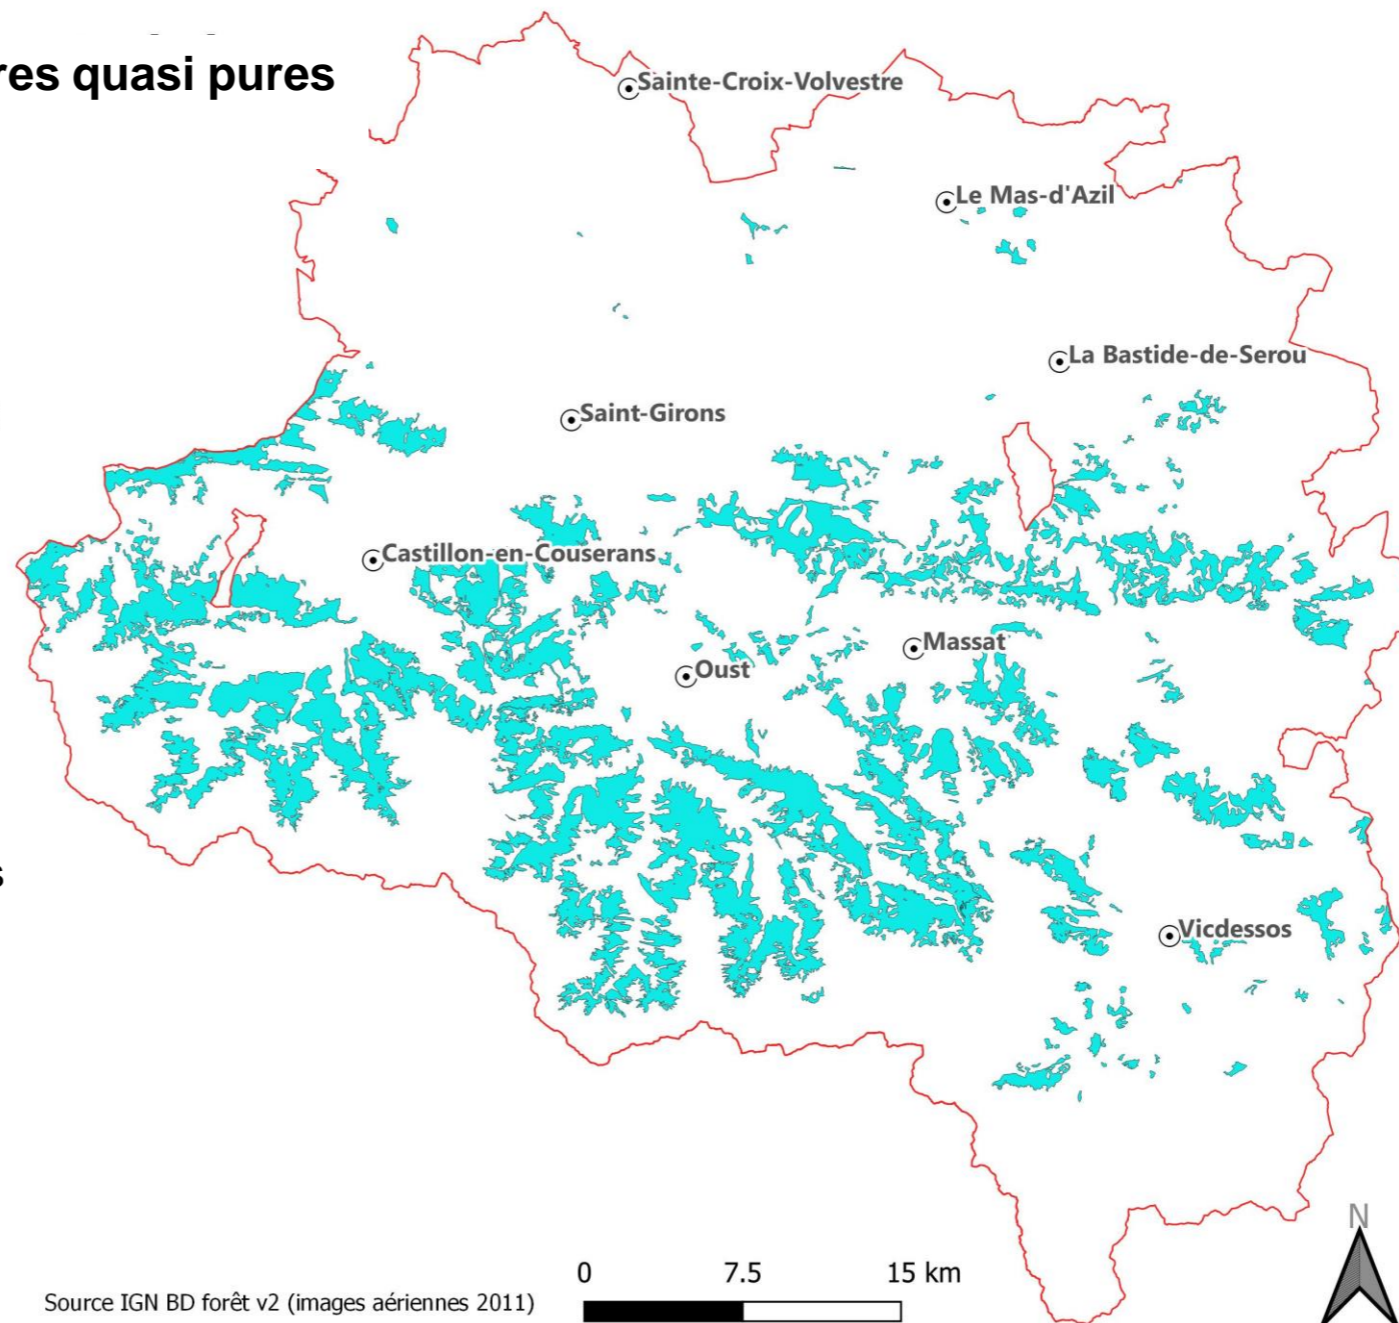 quasi pures
Sainte-Croix-Volvestre
Le Mas-d'Azil
La Bastide-de-Serou
Saint-Girons
Castillon-en-Couserans
Massat
Oust
Vicdessos
N
0 7.5 15 km
Source IGN BD forêt v2 (images aériennes 2011)